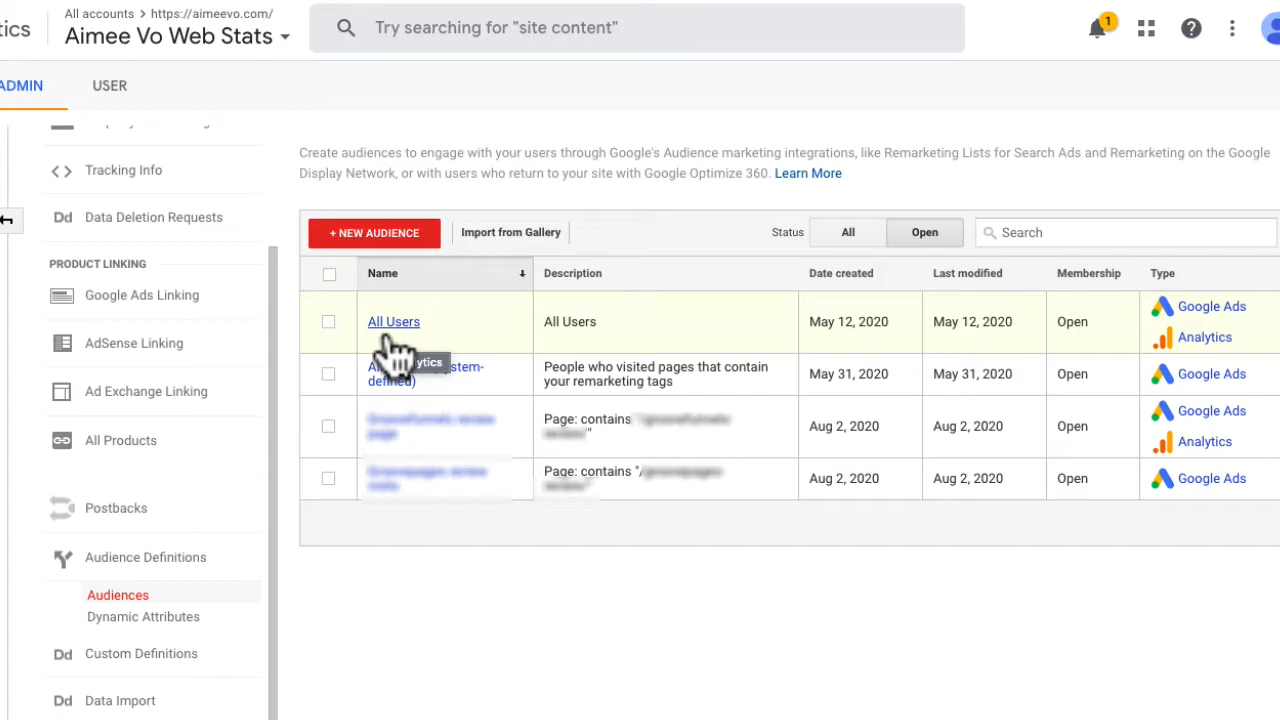 tics
All accounts > https://aimeevo.com/
Aimee Vo Web Stats
Try searching for "site content"
1
ADMIN
USER
Tracking Info
Dd Data Deletion Requests
PRODUCT LINKING
Google Ads Linking
AdSense Linking
Ad Exchange Linking
All Products
Postbacks
Audience Definitions
Audiences
Dynamic Attributes
Dd Custom Definitions
Dd Data Import
Create audiences to engage with your users through Google's Audience marketing integrations, like Remarketing Lists for Search Ads and Remarketing on the Google
Display Network, or with users who return to your site with Google Optimize 360. Learn More
+ NEW AUDIENCE
Import from Gallery
Status
All
Open
Search
Name
Description
Date created
Last modified
Membership
Type
All Users
All Users
May 12, 2020
May 12, 2020
Open
Google Ads
Analytics
ytics
stem-
defined)
People who visited pages that contain
your remarketing tags
May 31, 2020
May 31, 2020
Open
Google Ads
Page: contains
Aug 2, 2020
Aug 2, 2020
Open
Google Ads
Analytics
Page: contains "/
Aug 2, 2020
Aug 2, 2020
Open
Google Ads